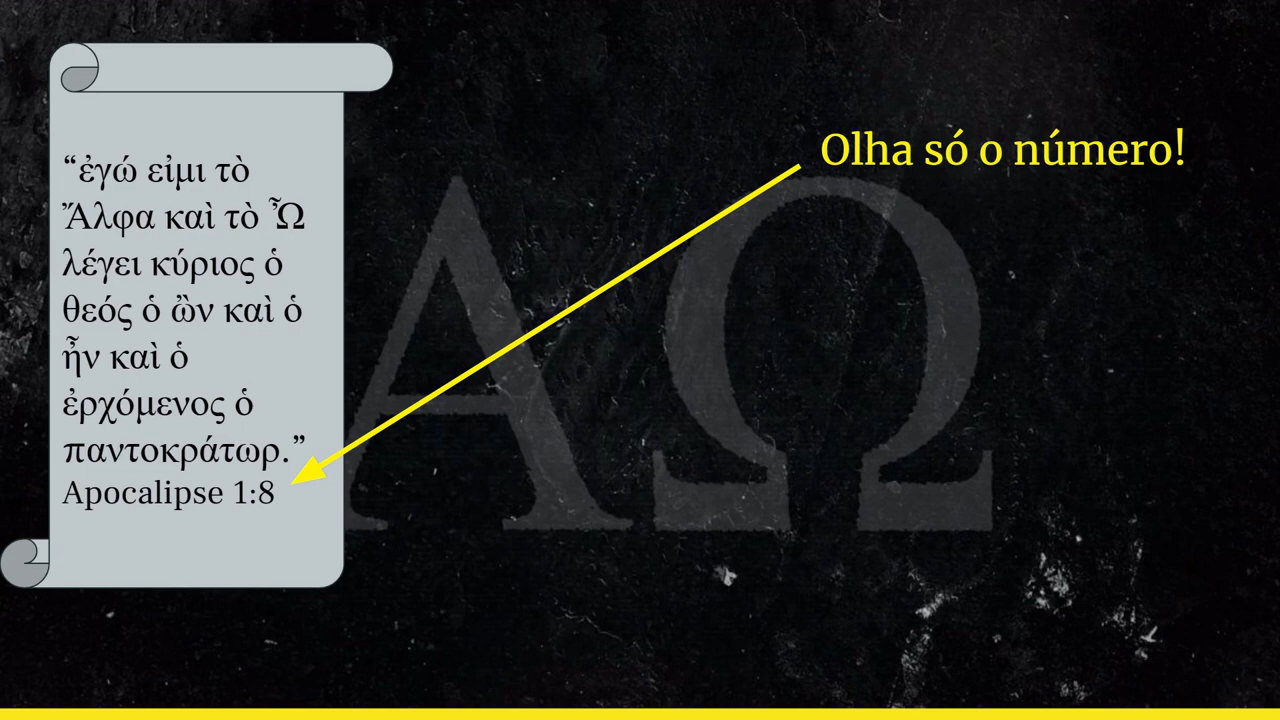 “ἐγώ εἰμι τὸ
Ἄλφα καὶ τὸ Ὦ
λέγει κύριος ὁ
θεός ὁ ὢν καὶ ὁ
ἦν καὶ ὁ
ἐρχόμενος ὁ
παντοκράτωρ.”
Apocalipse 1:8
Olha só o número!
ΑΩ